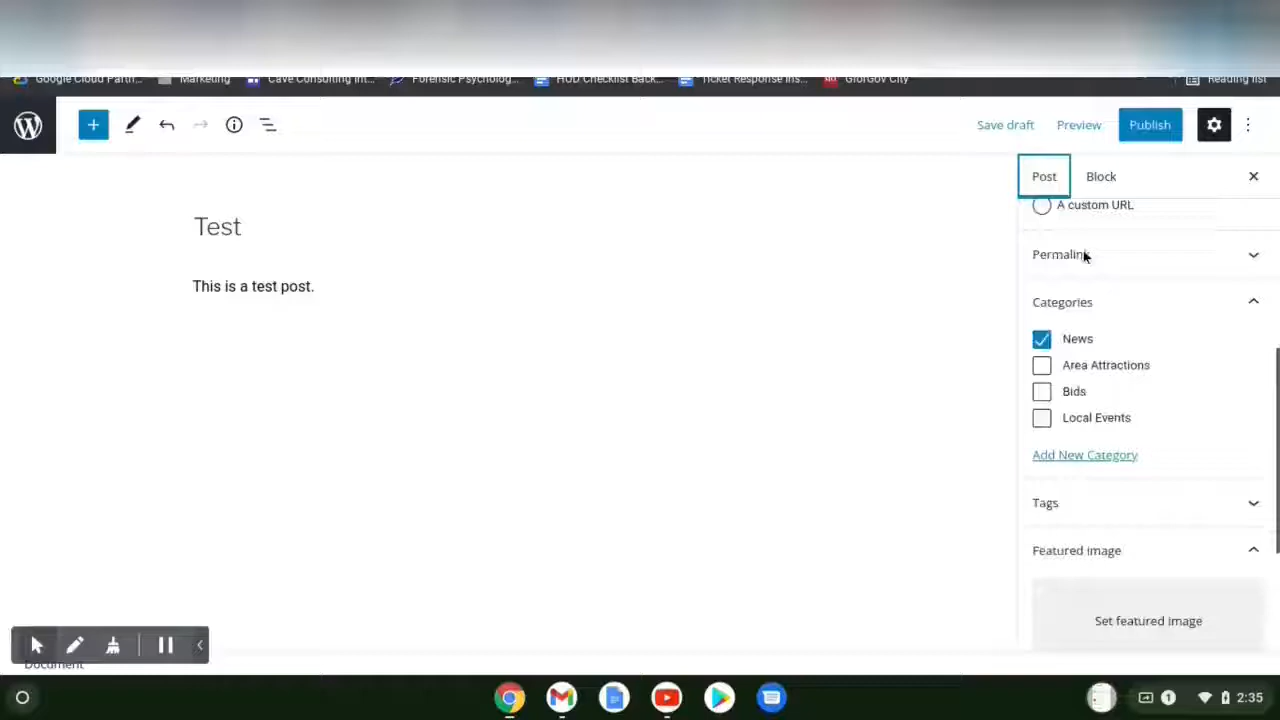 Google Cloud Partn... Marketing Cave Consulting Int... Forensic Psycholog... HUD Checklist Back... Ticket Response Ins... GforGov City Reading list
Save draft Preview Publish
Post Block
A custom URL
Test
Permalink
This is a test post.
Categories
News
Area Attractions
Bids
Local Events
Add New Category
Tags
Featured image
Set featured image
Document
1 2:35